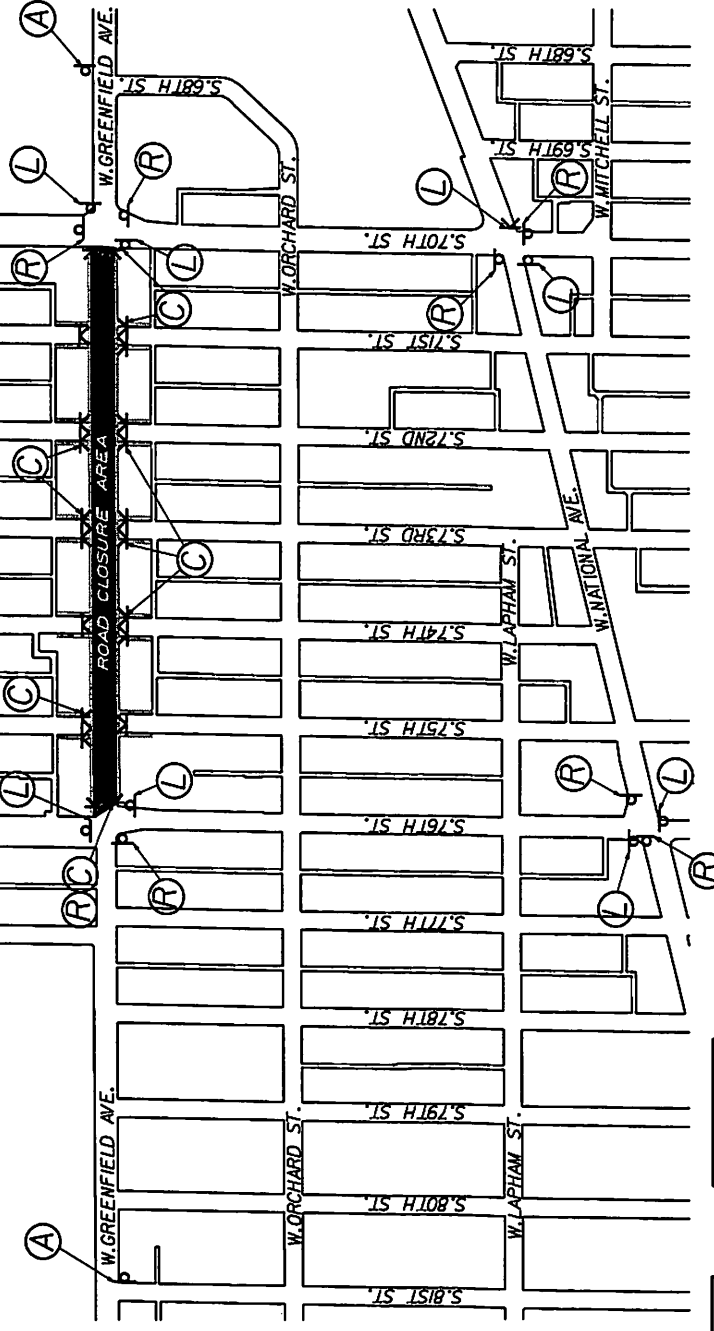 A
R
C
L
C
ROAD CLOSURE AREA
C
R
L
A
W.GREENFIELD AVE.
W.GREENFIELD AVE.
R
L
C
C
L
R
S.68TH ST.
W.ORCHARD ST.
W.ORCHARD ST.
S.81ST ST.
S.80TH ST.
S.79TH ST.
S.78TH ST.
S.77TH ST.
S.76TH ST.
S.75TH ST.
S.74TH ST.
S.73RD ST.
S.72ND ST.
S.71ST ST.
S.70TH ST.
R
L
W.LAPHAM ST.
W.LAPHAM ST.
R
W.NATIONAL AVE.
L
R
S.69TH ST.
S.68TH ST.
W.MITCHELL ST.
L
L
R